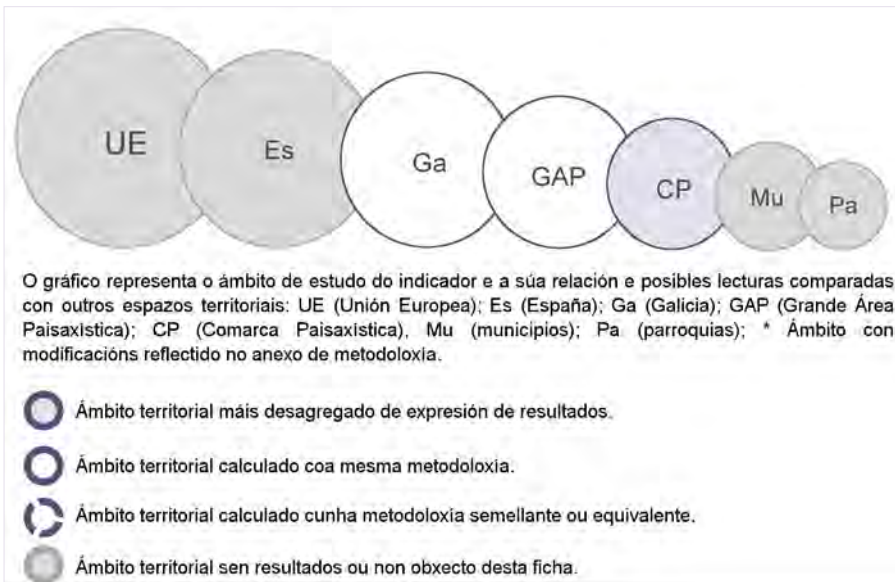 UE
Es
Ga
GAP
CP
Mu
Pa
O gráfico representa o ámbito de estudo do indicador e a súa relación e posibles lecturas comparadas
con outros espazos territoriais: UE (Unión Europea); Es (España); Ga (Galicia); GAP (Grande Área
Paisaxística); CP (Comarca Paisaxística), Mu (municipios); Pa (parroquias); * Ámbito con
modificacións reflectido no anexo de metodoloxía.
Ámbito territorial máis desagregado de expresión de resultados.
Ámbito territorial calculado coa mesma metodoloxía.
Ámbito territorial calculado cunha metodoloxía semellante ou equivalente.
Ámbito territorial sen resultados ou non obxecto desta ficha.